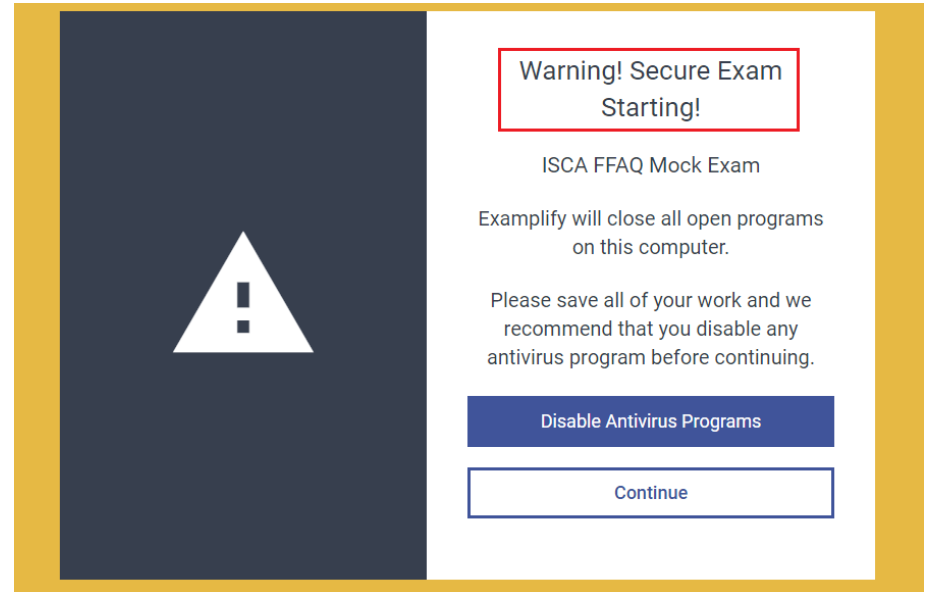 Warning! Secure Exam
Starting!
ISCA FFAQ Mock Exam
Examplify will close all open programs
on this computer.
Please save all of your work and we
recommend that you disable any
antivirus program before continuing.
Disable Antivirus Programs
Continue